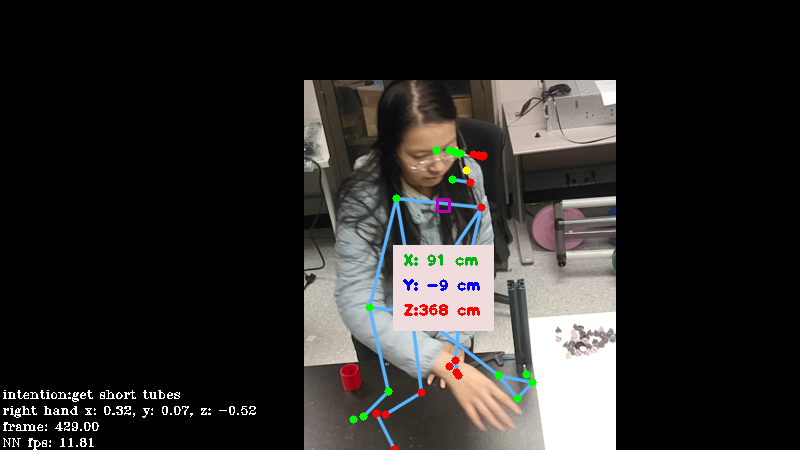 X: 91 cm
Y: -9 cm
Z:368 cm
intention:get short tubes
right hand x: 0.32, y: 0.07, z: -0.52
frame: 429.00
NN fps: 11.81